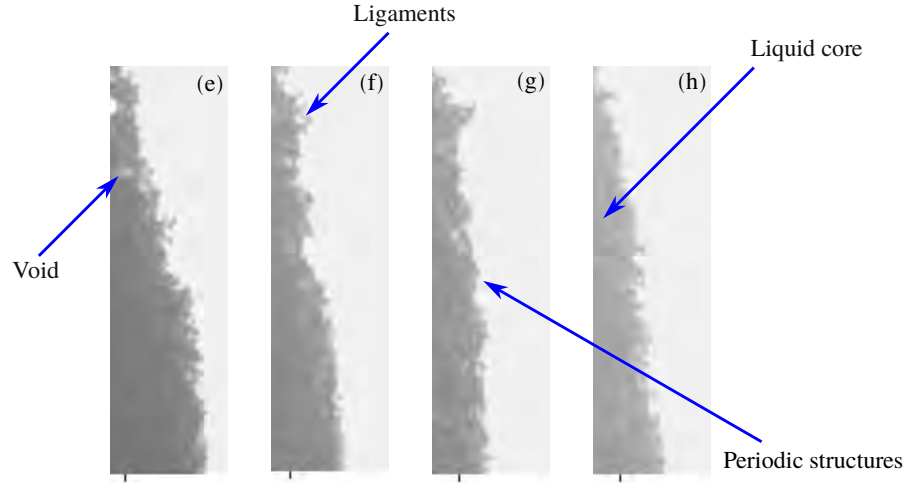 Ligaments
Liquid core
(e)
(f)
(g)
(h)
Void
Periodic structures